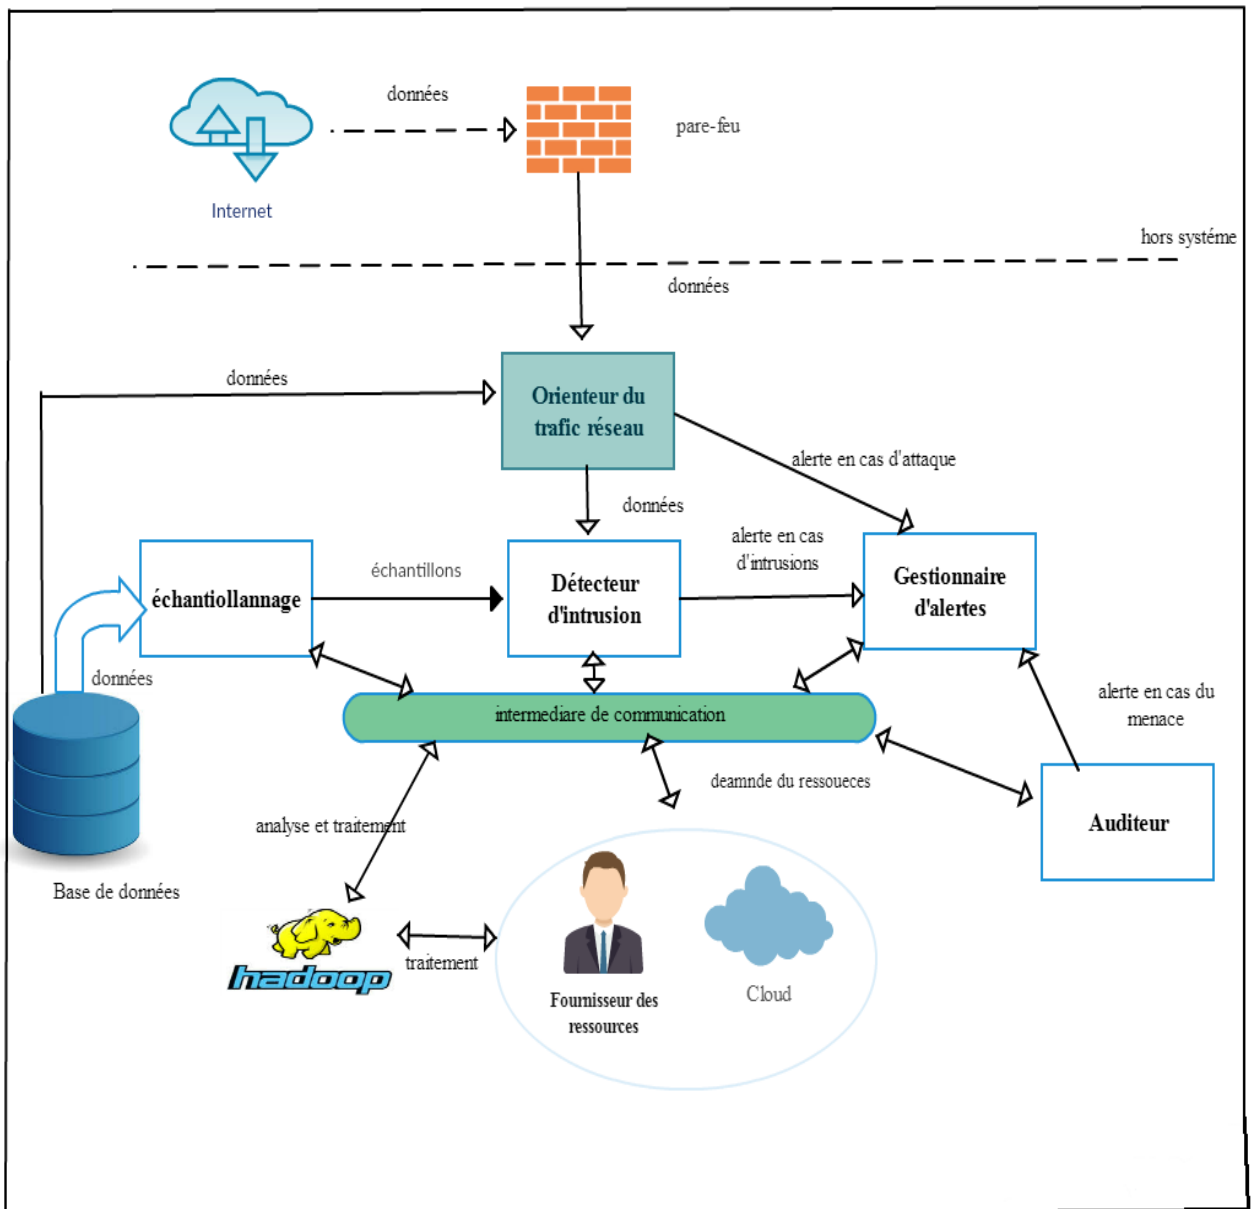 données
pare-feu
Internet
hors systéme
données
données
Orienteur du
trafic réseau
alerte en cas d'attaque
données
alerte en cas
d'intrusions
échantillons
échantiollannage
Détecteur
d'intrusion
Gestionnaire
d'alertes
données
intermediare de communication
alerte en cas du
menace
deamnde du ressoueces
analyse et traitement
Auditeur
Base de données
hadoop
traitement
Fournisseur des
ressources
Cloud